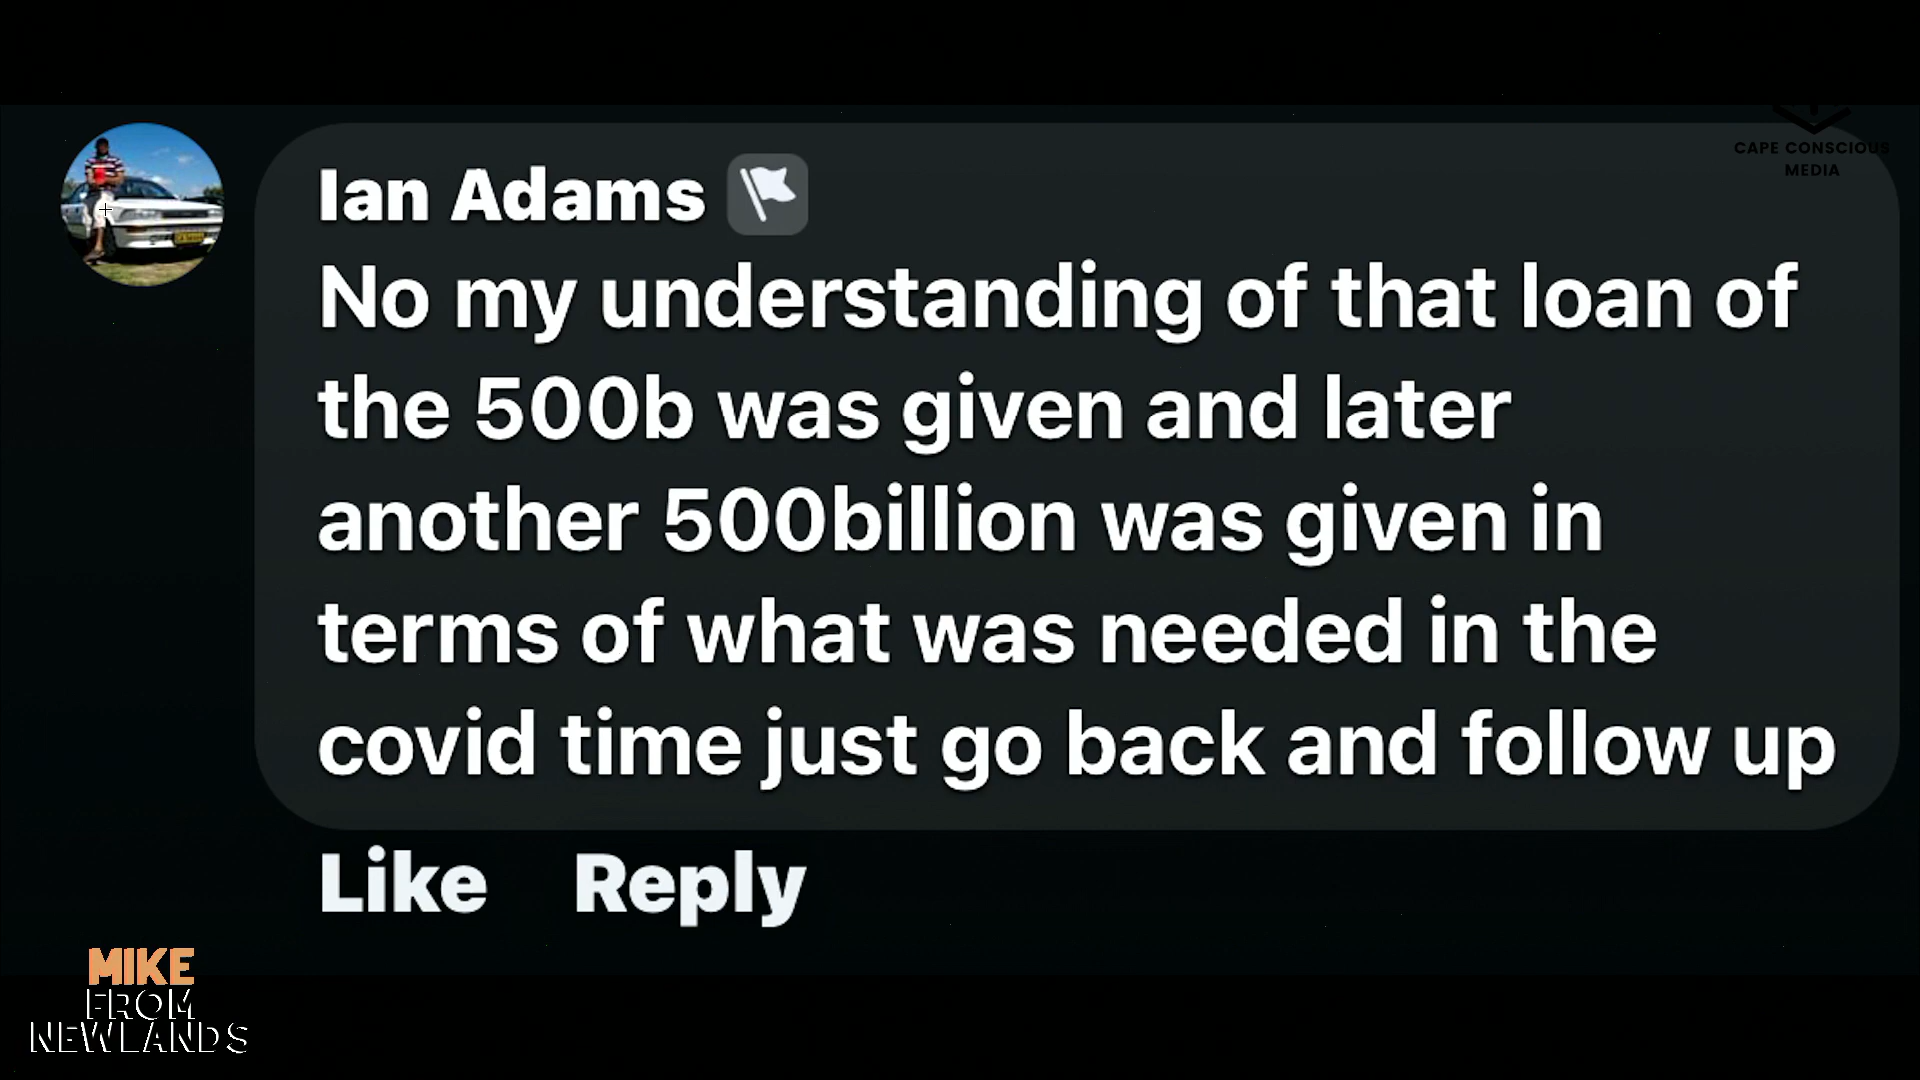 CAPE CONSCIOUS
MEDIA
Ian Adams
No my understanding of that loan of
the 500b was given and later
another 500billion was given in
terms of what was needed in the
covid time just go back and follow up
Like Reply
MIKE
FROM
NEWLANDS